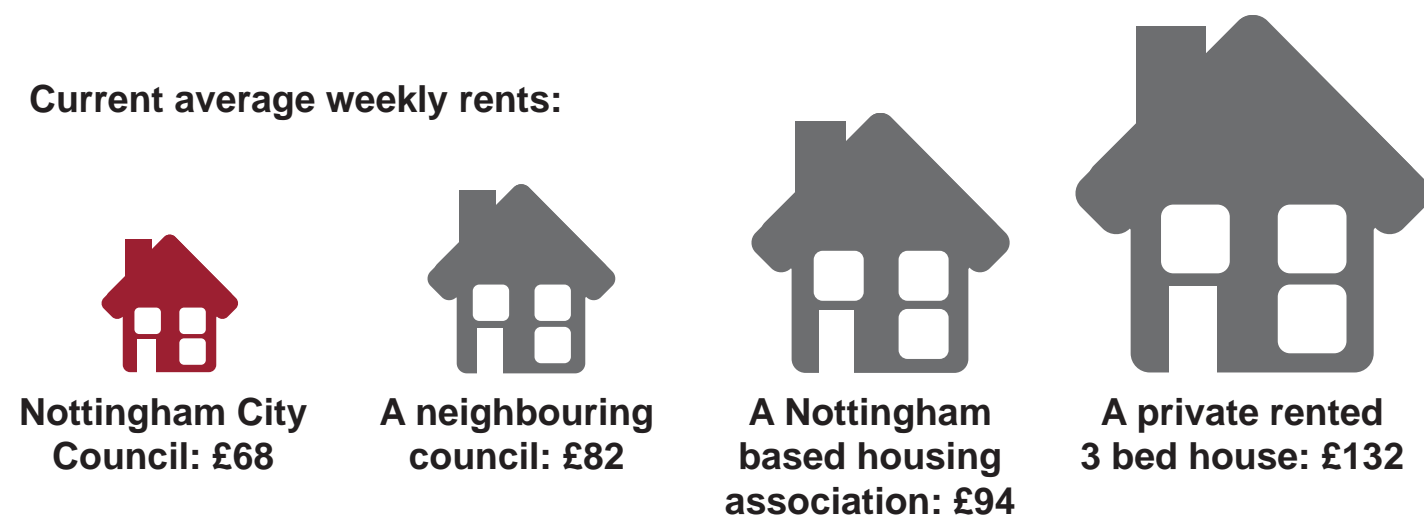 Current average weekly rents:
Nottingham City
Council: £68
A neighbouring
council: £82
A Nottingham
based housing
association: £94
A private rented
3 bed house: £132